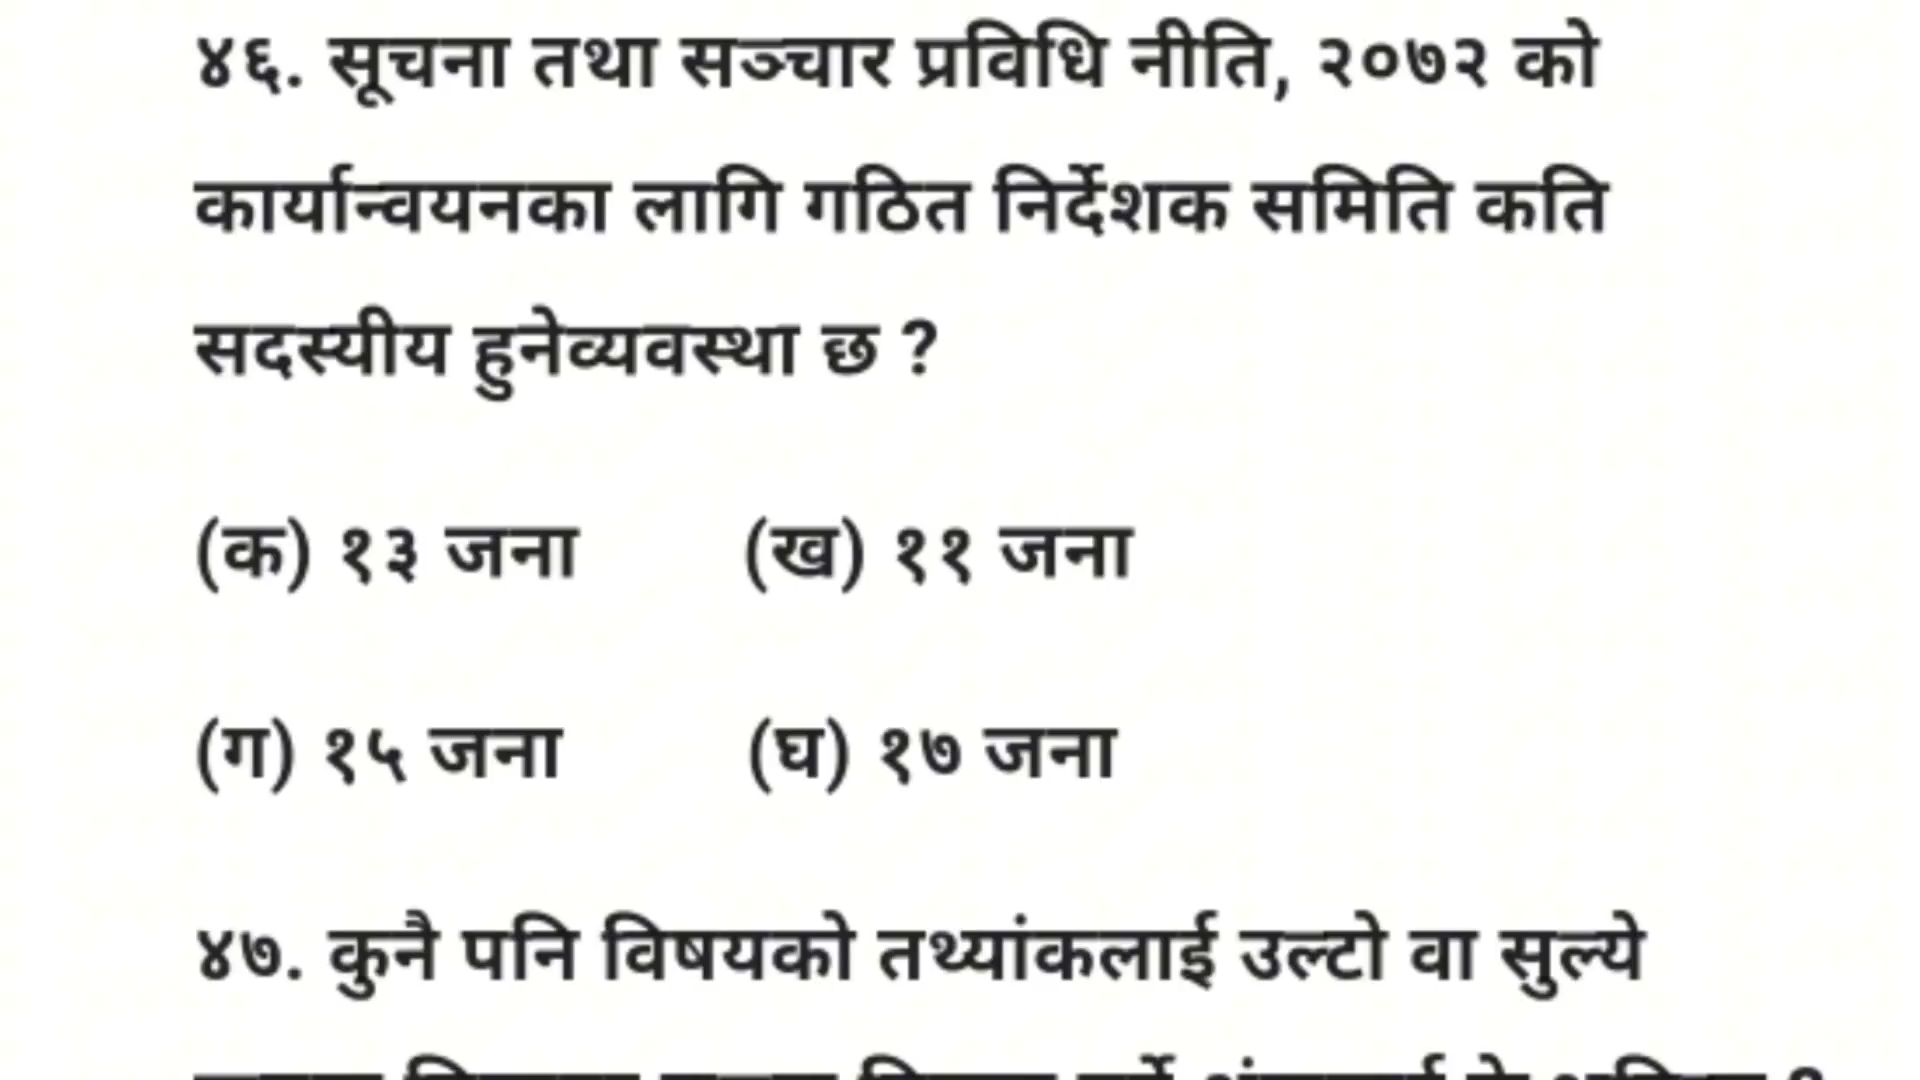 ४६. सूचना तथा सञ्चार प्रविधि नीति, २०७२ को
कार्यान्वयनका लागि गठित निर्देशक समिति कति
सदस्यीय हुनेव्यवस्था छ ?
(क) १३ जना (ख) ११ जना
(ग) १५ जना (घ) १७ जना
४७. कुनै पनि विषयको तथ्यांकलाई उल्टो वा सुल्ये